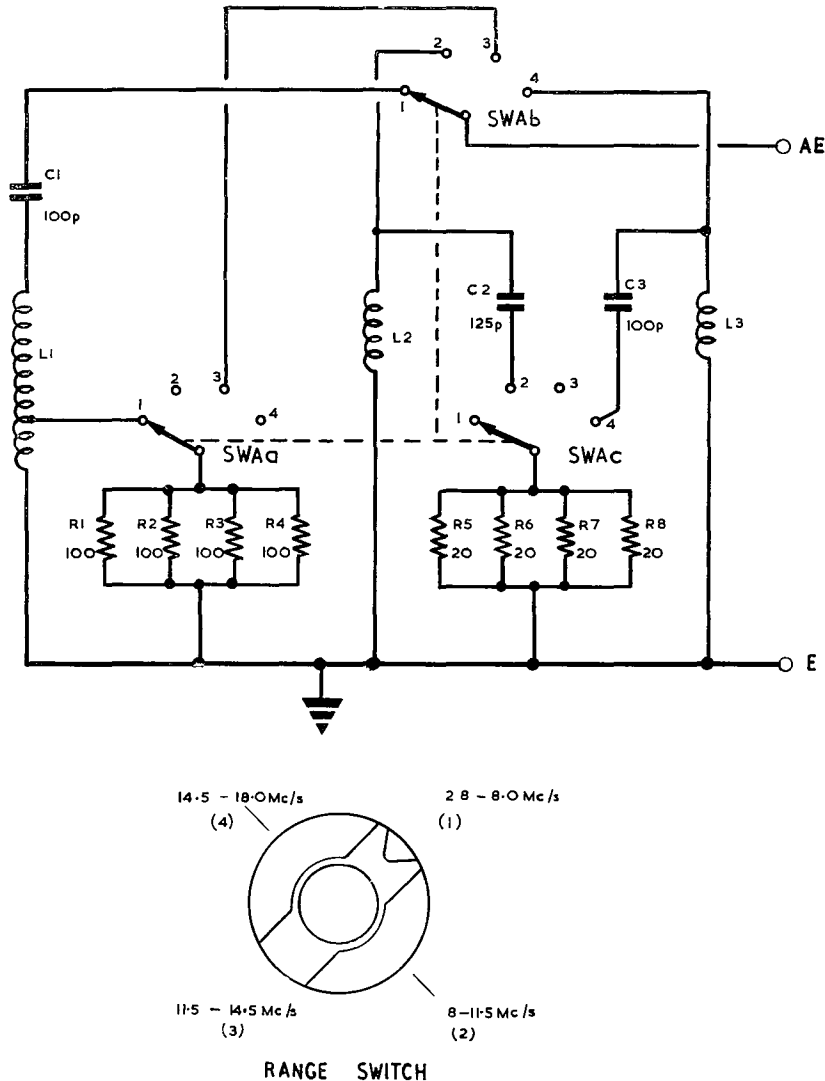 2
3
4
1
SWAb
AE
C1
100p
L1
L2
C2
125p
C3
100p
L3
1
2
3
4
SWAa
1
2
3
4
SWAc
R1
100
R2
100
R3
100
R4
100
R5
20
R6
20
R7
20
R8
20
E
14.5 - 18.0 Mc/s
(4)
2 8 - 8.0 Mc/s
(1)
11.5 - 14.5 Mc/s
(3)
8-11.5 Mc/s
(2)
RANGE SWITCH